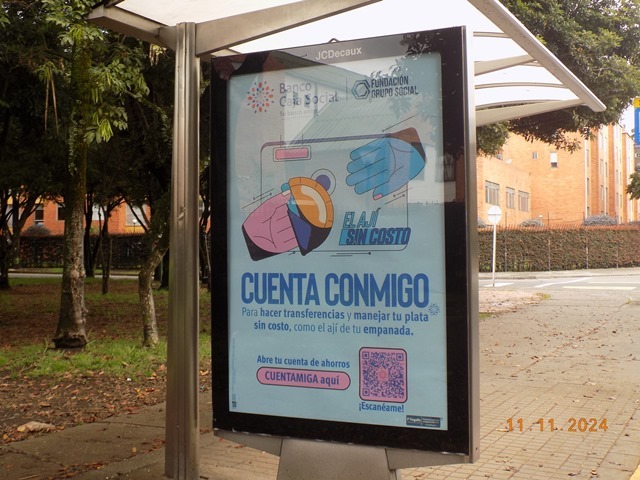 JCDecaux
Banco
Caja Social
FUNDACIÓN
GRUPO SOCIAL
EL AJÍ
SIN COSTO
CUENTA CONMIGO
Para hacer transferencias y manejar tu plata
sin costo, como el ají de tu empanada.
Abre tu cuenta de ahorros
CUENTAMIGA aquí
¡Escanéame!
11.11.2024